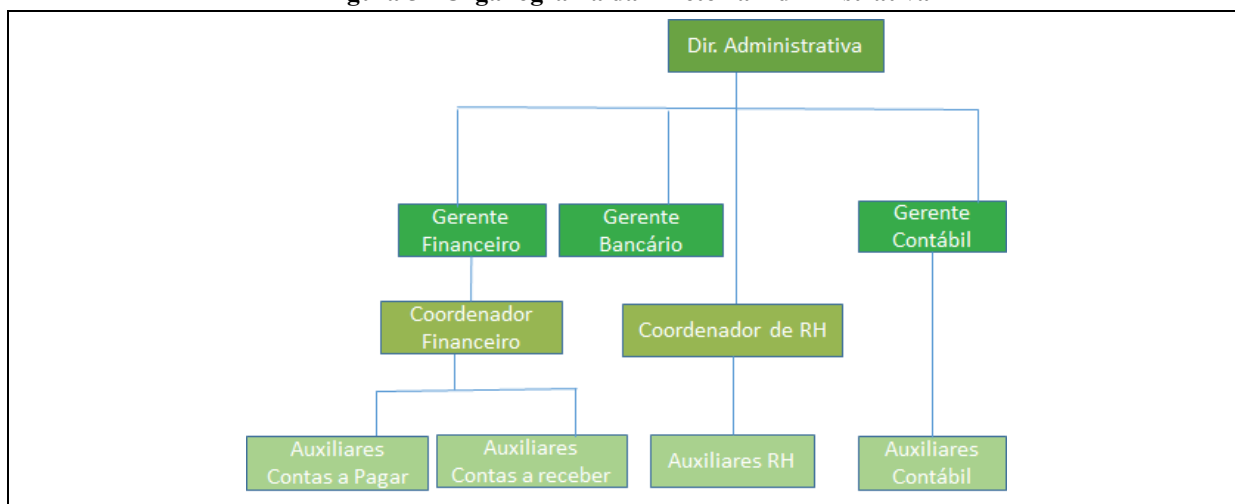 Dir. Administrativa
Gerente
Financeiro
Gerente
Bancário
Gerente
Contábil
Coordenador
Financeiro
Coordenador de RH
Auxiliares
Contas a Pagar
Auxiliares
Contas a receber
Auxiliares RH
Auxiliares
Contábil